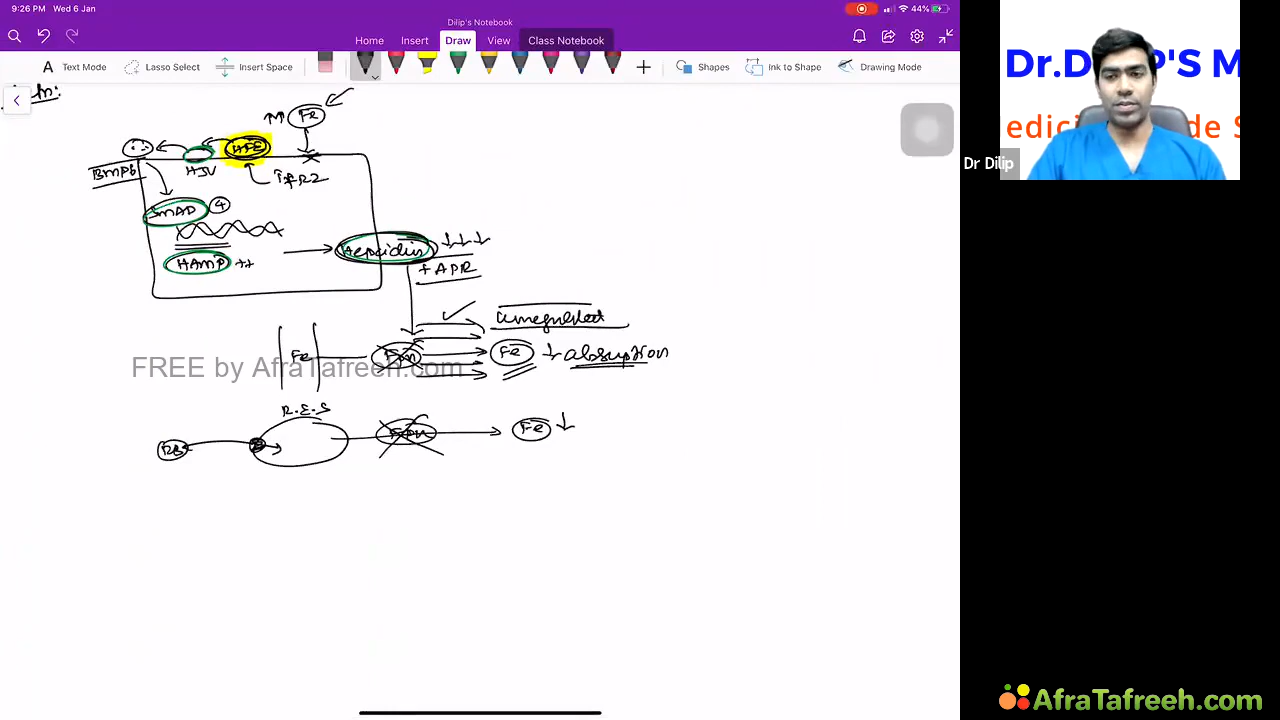 9:26 PM Wed 6 Jan
44%
Dilip's Notebook
Home Insert Draw View Class Notebook
Text Mode Lasso Select Insert Space Shapes Ink to Shape Drawing Mode
Fe
HFE
BMP6 HJV TFR2
SMAD 4
HAMP ++
Hepcidin ↓↓↓
+ APR
unregulated
Fe Fpn Fe ↓ absorption
FREE by AfraTafreeh.com
R.E.S
Fpn Fe ↓
Dr.D P'S M
edici de S
Dr Dilip
AfraTafreeh.com